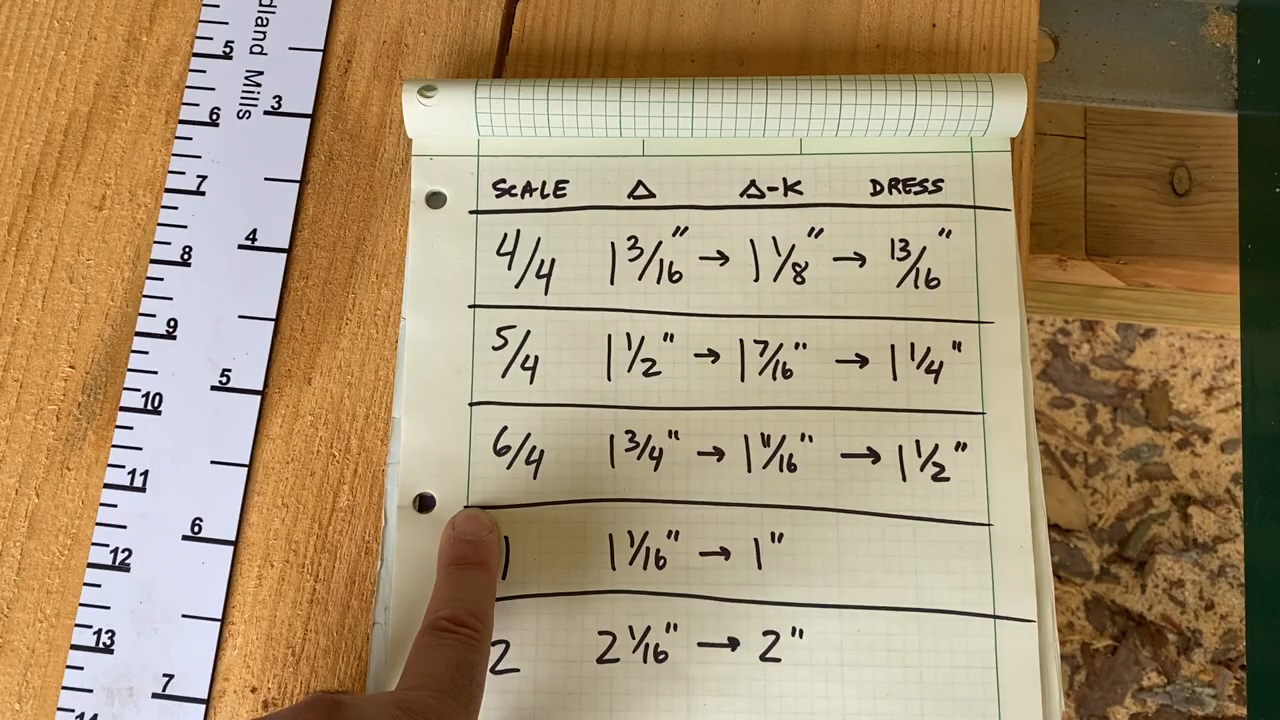 dland Mills
5
6
7
8
9
10
11
12
13
3
4
5
6
7
SCALE Δ Δ-K DRESS
4/4 1 3/16" → 1 1/8" → 13/16"
5/4 1 1/2" → 1 7/16" → 1 1/4"
6/4 1 3/4" → 1 11/16" → 1 1/2"
1 1 1/16" → 1"
2 2 1/16" → 2"